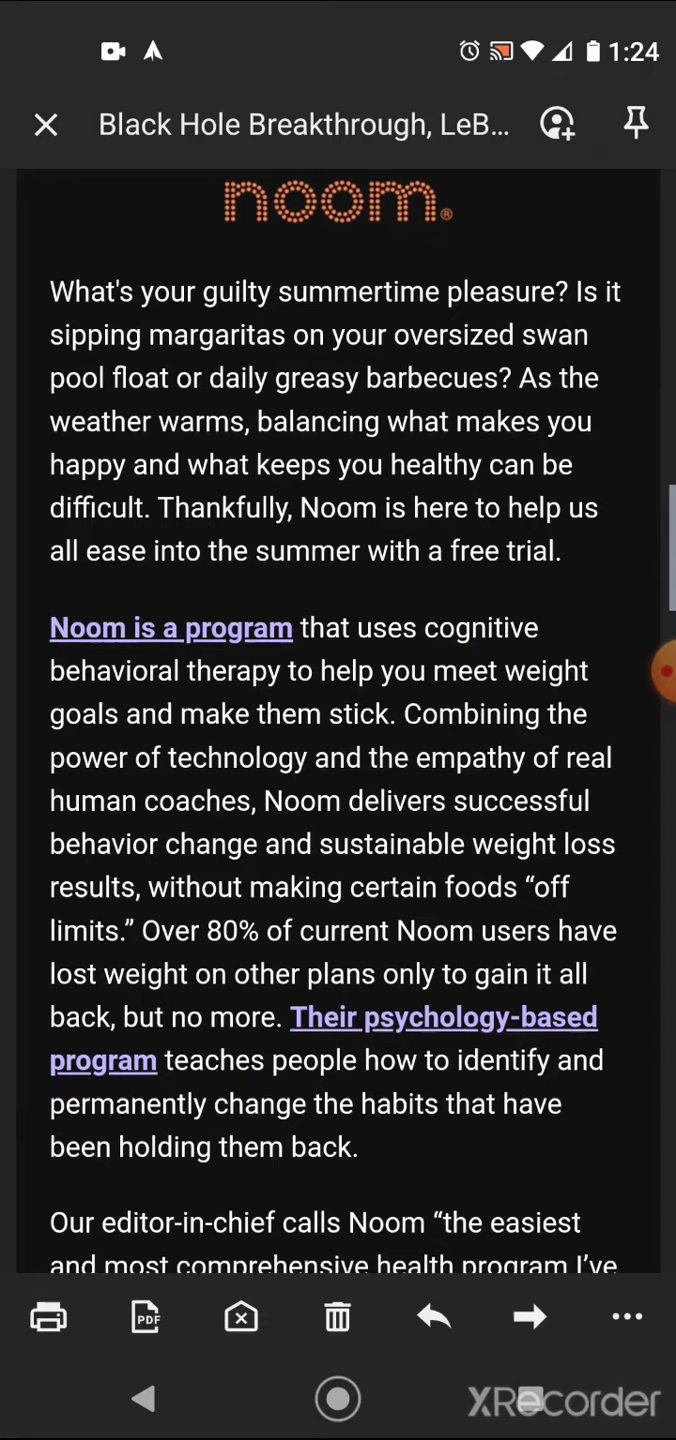 1:24
Black Hole Breakthrough, LeB...
noom®
What's your guilty summertime pleasure? Is it
sipping margaritas on your oversized swan
pool float or daily greasy barbecues? As the
weather warms, balancing what makes you
happy and what keeps you healthy can be
difficult. Thankfully, Noom is here to help us
all ease into the summer with a free trial.
Noom is a program that uses cognitive
behavioral therapy to help you meet weight
goals and make them stick. Combining the
power of technology and the empathy of real
human coaches, Noom delivers successful
behavior change and sustainable weight loss
results, without making certain foods “off
limits.” Over 80% of current Noom users have
lost weight on other plans only to gain it all
back, but no more. Their psychology-based
program teaches people how to identify and
permanently change the habits that have
been holding them back.
Our editor-in-chief calls Noom “the easiest
and most comprehensive health program I’ve
PDF
XRecorder